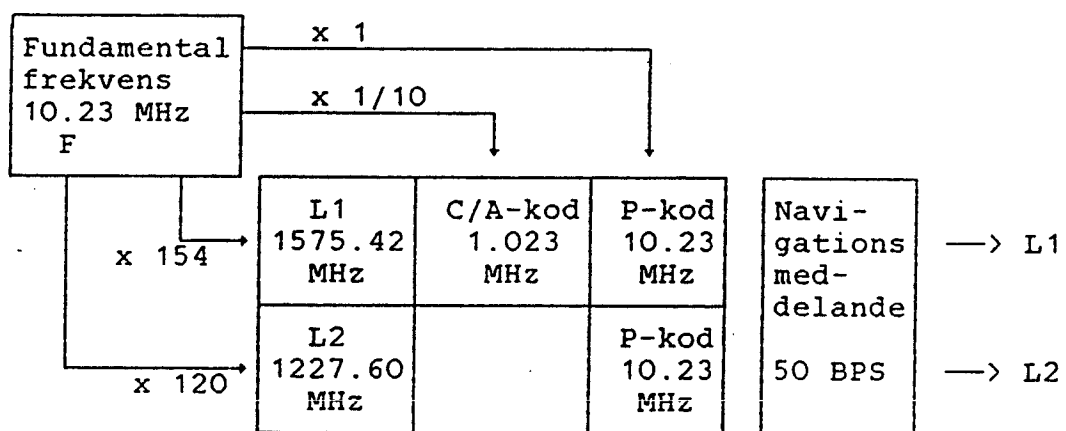 Fundamental
frekvens
10.23 MHz
F
x 1
x 1/10
x 154
x 120
L1
1575.42
MHz
C/A-kod
1.023
MHz
P-kod
10.23
MHz
L2
1227.60
MHz
P-kod
10.23
MHz
Navi-
gations
med-
delande
50 BPS
—> L1
—> L2